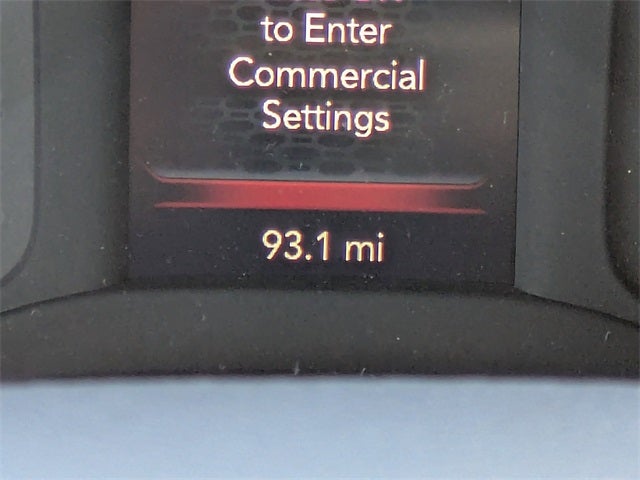 to Enter
Commercial
Settings
93.1 mi